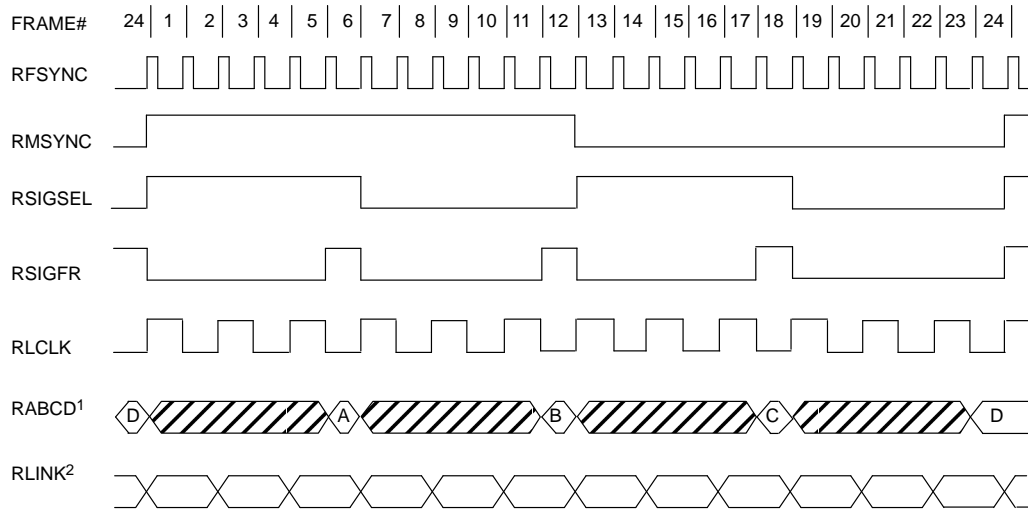 FRAME# 24 1 2 3 4 5 6 7 8 9 10 11 12 13 14 15 16 17 18 19 20 21 22 23 24
RFSYNC
RMSYNC
RSIGSEL
RSIGFR
RLCLK
RABCD1 D A B C D
RLINK2